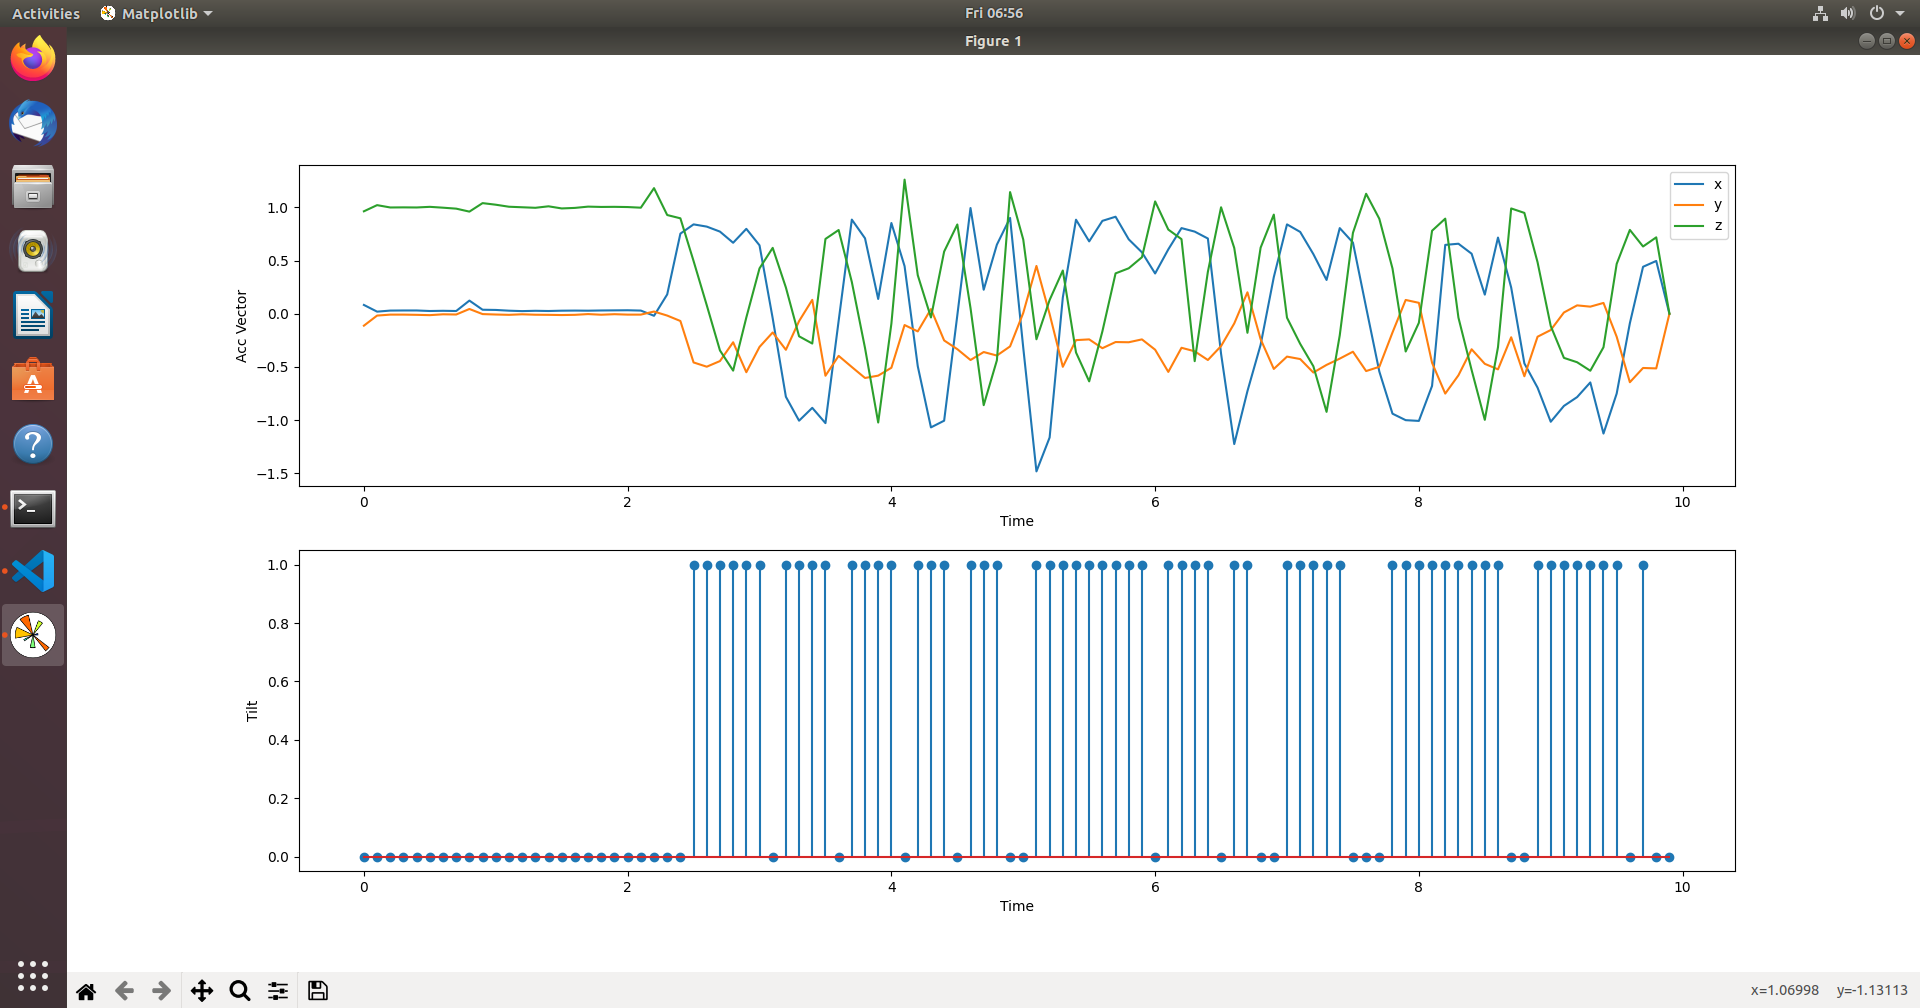 Activities Matplotlib Fri 06:56
Figure 1
x
y
z
Acc Vector
1.0
0.5
0.0
−0.5
−1.0
−1.5
0 2 4 6 8 10
Time
Tilt
1.0
0.8
0.6
0.4
0.2
0.0
0 2 4 6 8 10
Time
x=1.06998 y=-1.13113